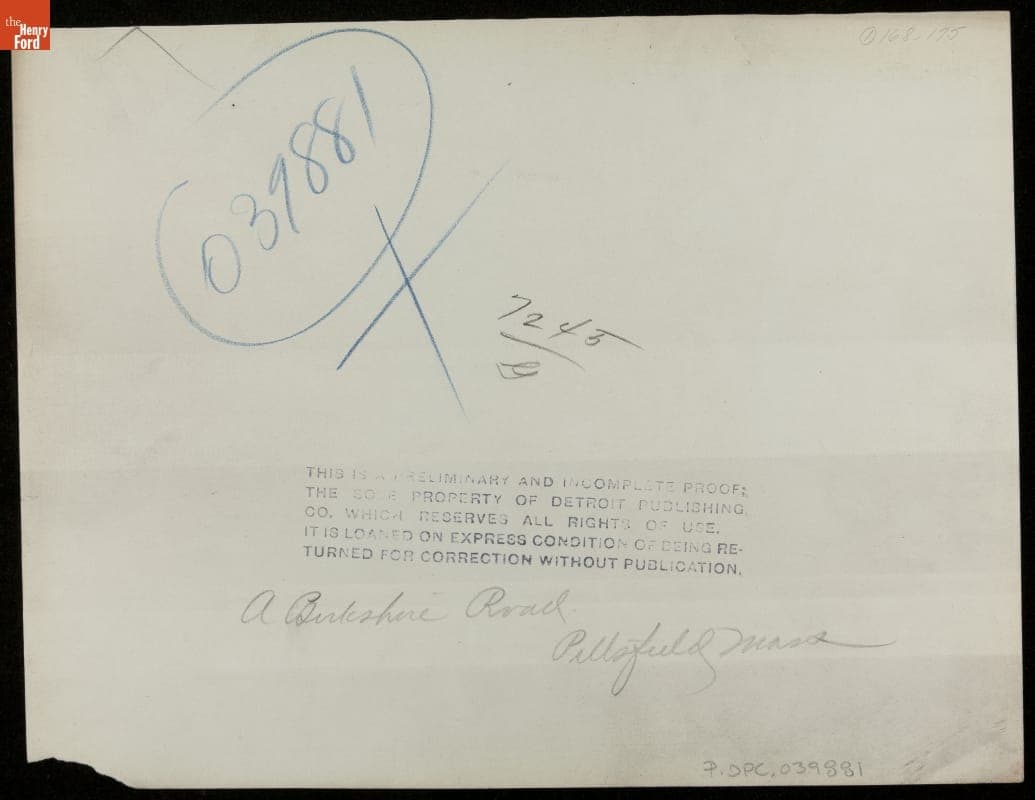 the
Henry
Ford
168.175
039881
7245
THIS IS A PRELIMINARY AND INCOMPLETE PROOF;
THE SOLE PROPERTY OF DETROIT PUBLISHING
CO. WHICH RESERVES ALL RIGHTS OF USE.
IT IS LOANED ON EXPRESS CONDITION OF BEING RE-
TURNED FOR CORRECTION WITHOUT PUBLICATION.
A Berkshire Road.
Pittsfield Mass
P.DPC.039881